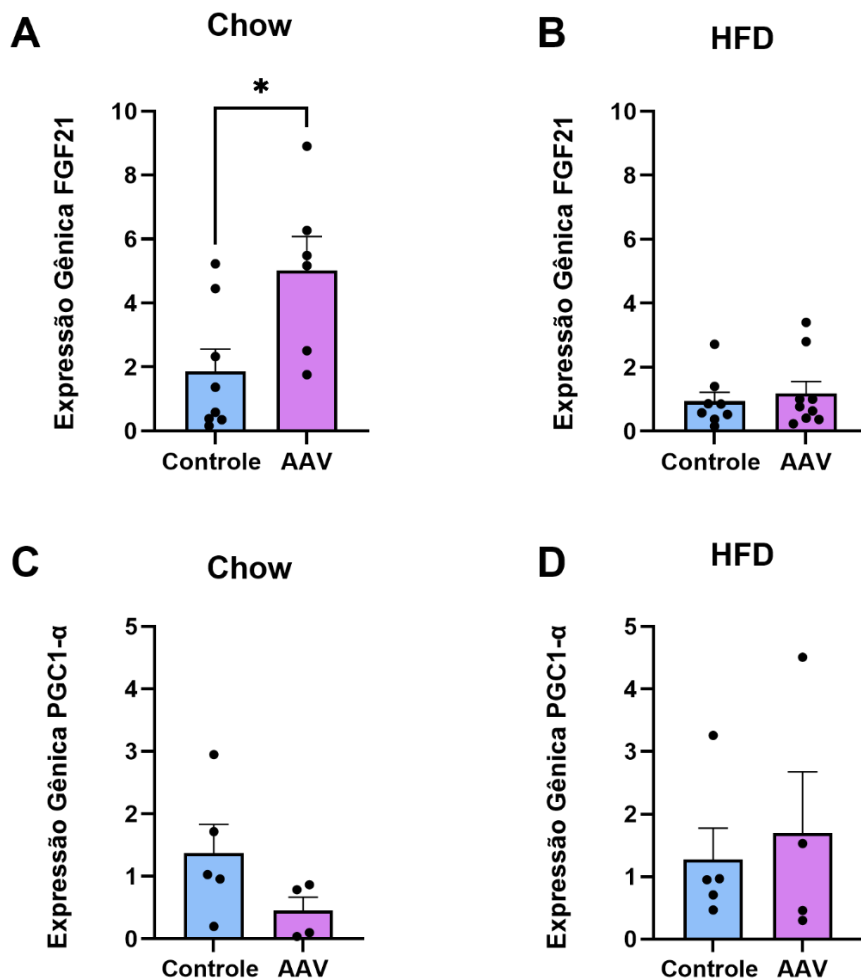 A
Chow
Expressão Gênica FGF21
10
8
6
4
2
0
*
Controle AAV
B
HFD
Expressão Gênica FGF21
10
8
6
4
2
0
Controle AAV
C
Chow
Expressão Gênica PGC1-α
5
4
3
2
1
0
Controle AAV
D
HFD
Expressão Gênica PGC1-α
5
4
3
2
1
0
Controle AAV